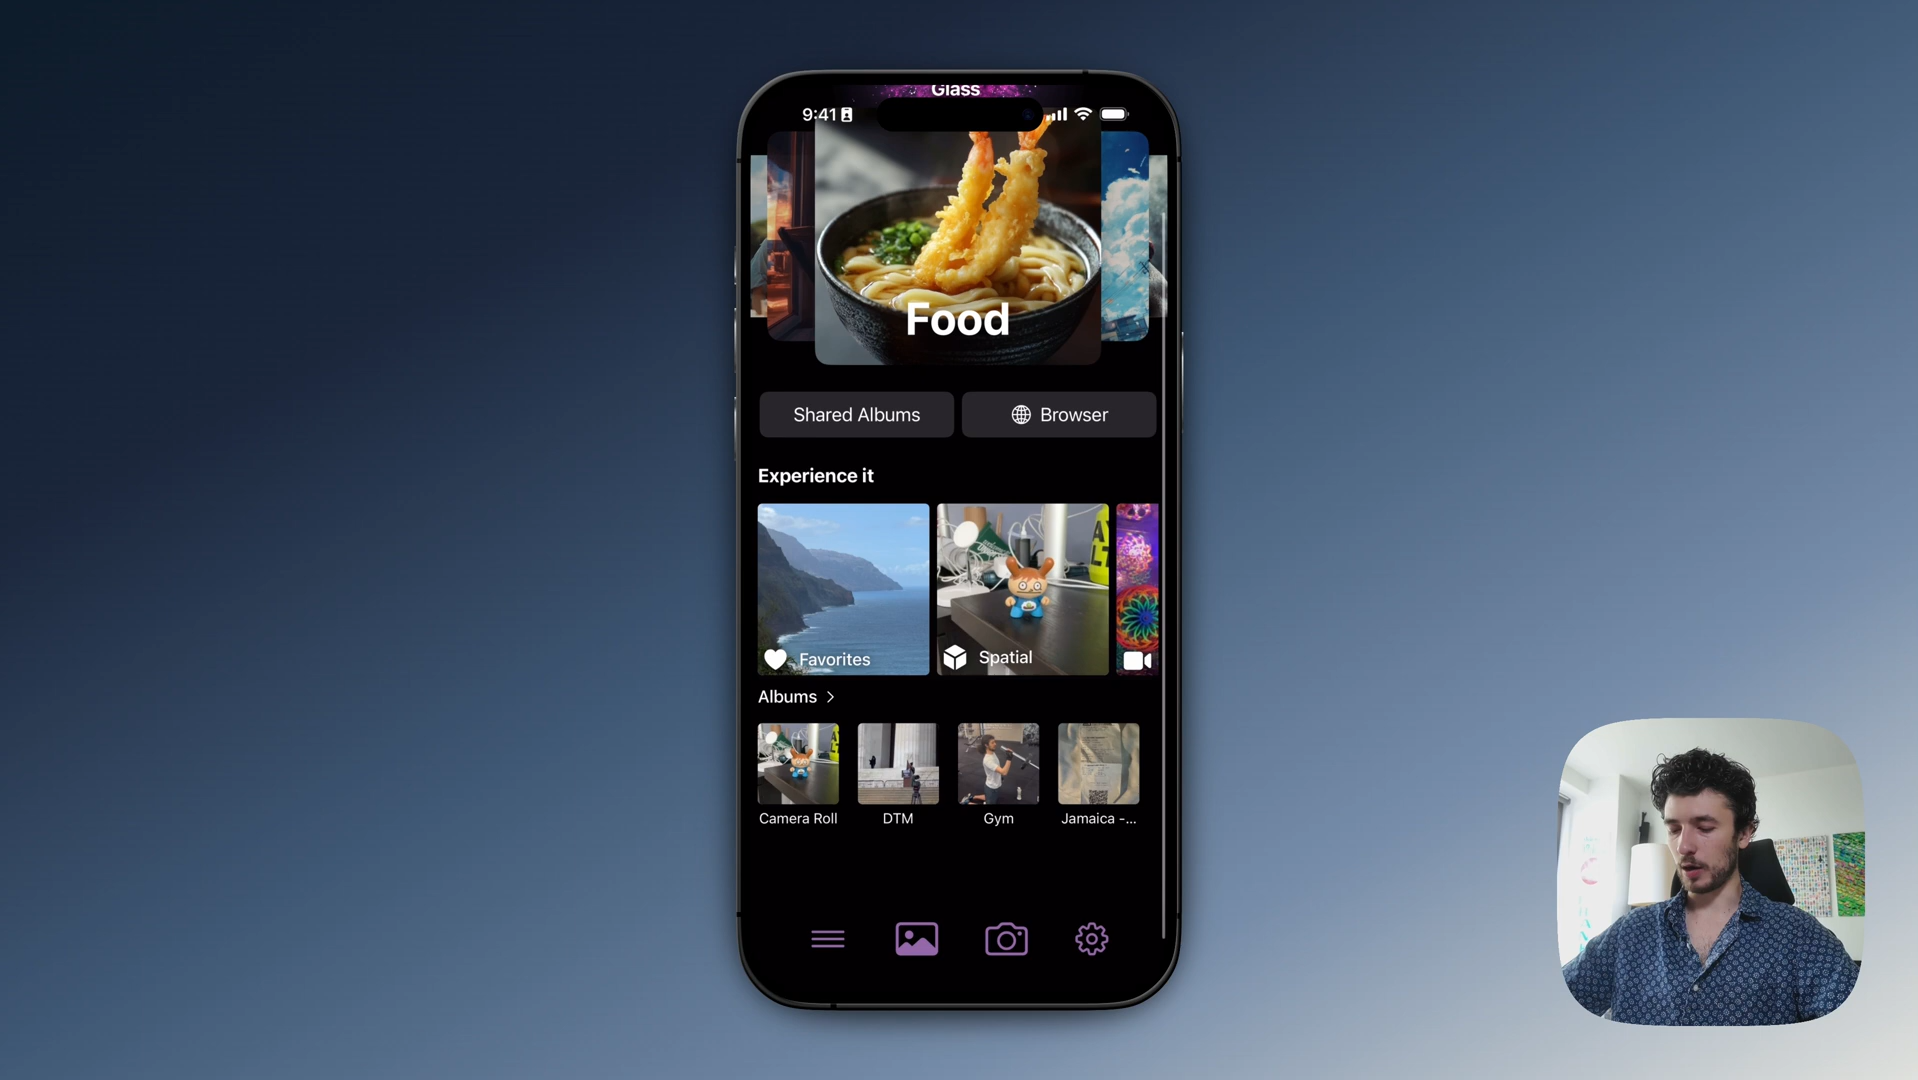 Glass
9:41
Food
Shared Albums
Browser
Experience it
Favorites
Spatial
Albums >
Camera Roll
DTM
Gym
Jamaica -...